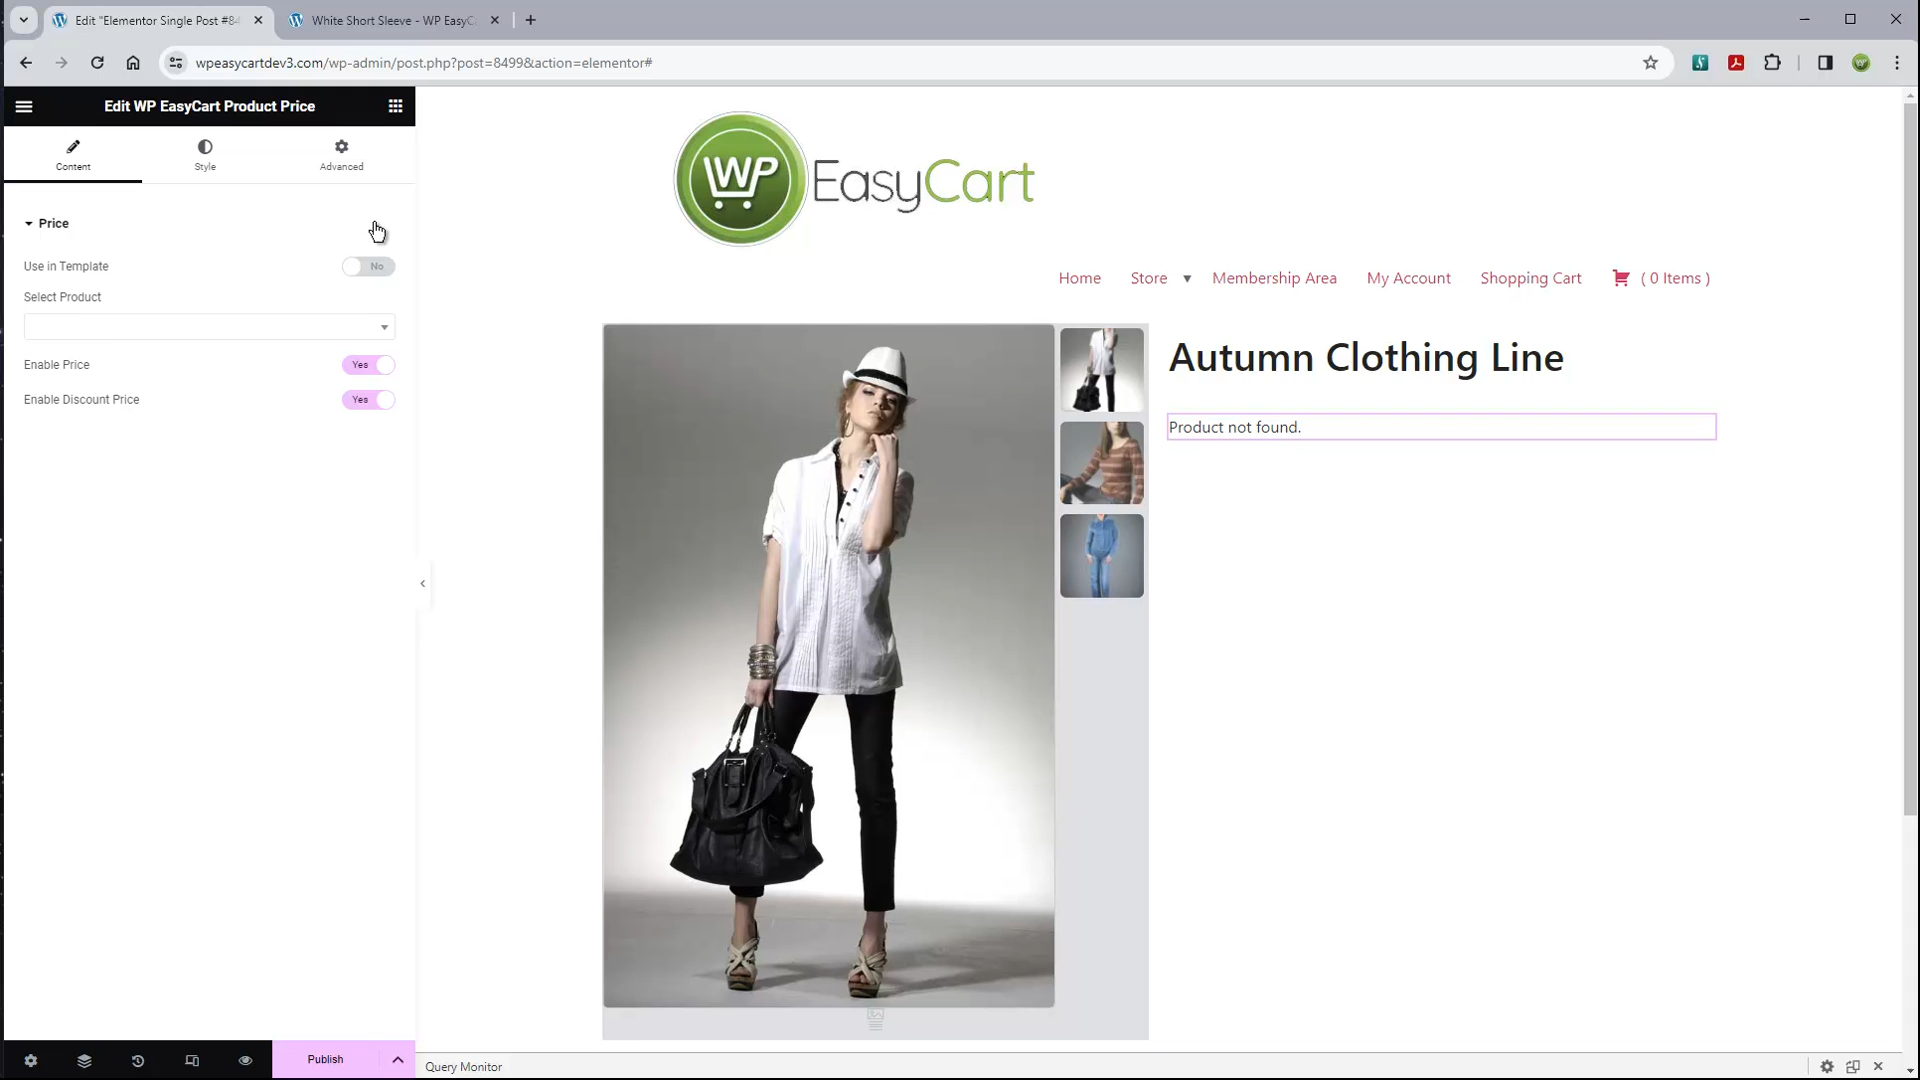 Edit "Elementor Single Post #84
White Short Sleeve - WP EasyC
wpeasycartdev3.com/wp-admin/post.php?post=8499&action=elementor#
Edit WP EasyCart Product Price
Content
Style
Advanced
Price
Use in Template
No
Select Product
Enable Price
Yes
Enable Discount Price
Yes
Publish
WP EasyCart
Home
Store
Membership Area
My Account
Shopping Cart
( 0 Items )
Autumn Clothing Line
Product not found.
Query Monitor